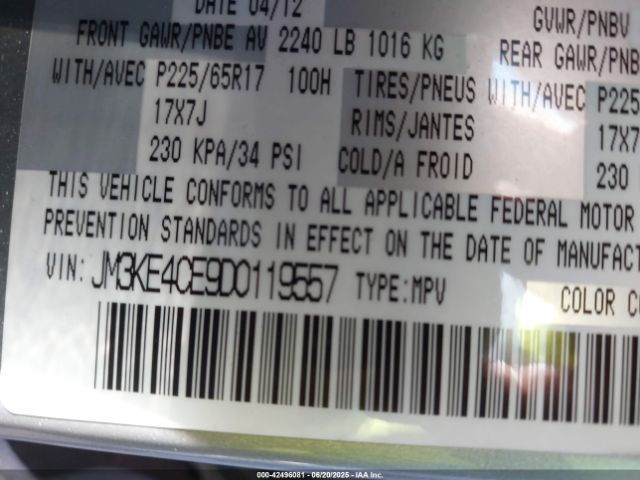 DATE 04/12
GVWR/PNBV
FRONT GAWR/PNBE AV 2240 LB 1016 KG
REAR GAWR/PNB
WITH/AVEC P225/65R17 100H TIRES/PNEUS WITH/AVEC P225
17X7J RIMS/JANTES 17X7
230 KPA/34 PSI COLD/A FROID 230
THIS VEHICLE CONFORMS TO ALL APPLICABLE FEDERAL MOTOR
PREVENTION STANDARDS IN EFFECT ON THE DATE OF MANUFACT
VIN: JM3KE4CE9D0119557 TYPE:MPV COLOR CO
000-42496081 - 06/20/2025 - IAA Inc.